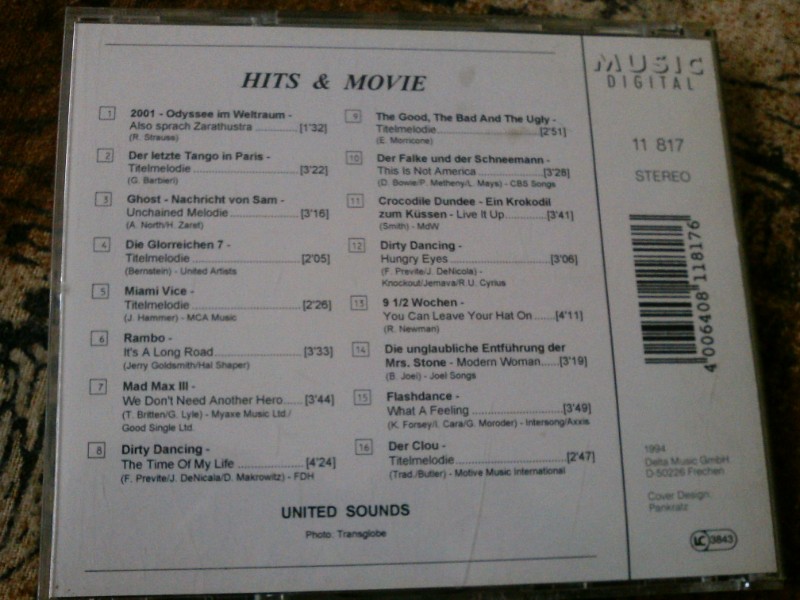 HITS & MOVIE
1 2001 - Odyssee im Weltraum -
Also sprach Zarathustra ................[1'32]
(R. Strauss)
2 Der letzte Tango in Paris -
Titelmelodie ................[3'22]
(G. Barbieri)
3 Ghost - Nachricht von Sam -
Unchained Melodie ................[3'16]
(A. North/H. Zaret)
4 Die Glorreichen 7 -
Titelmelodie ................[2'05]
(Bernstein) - United Artists
5 Miami Vice -
Titelmelodie ................[2'26]
(J. Hammer) - MCA Music
6 Rambo -
It's A Long Road ................[3'33]
(Jerry Goldsmith/Hal Shaper)
7 Mad Max III -
We Don't Need Another Hero ......[3'44]
(T. Britten/G. Lyle) - Myaxe Music Ltd./
Good Single Ltd.
8 Dirty Dancing -
The Time Of My Life ................[4'24]
(F. Previte/J. DeNicala/D. Makrowitz) - FDH
9 The Good, The Bad And The Ugly -
Titelmelodie ................[2'51]
(E. Morricone)
10 Der Falke und der Schneemann -
This Is Not America ................[3'28]
(D. Bowie/P. Metheny/L. Mays) - CBS Songs
11 Crocodile Dundee - Ein Krokodil
zum Küssen - Live It Up ............[3'41]
(Smith) - MdW
12 Dirty Dancing -
Hungry Eyes ................[3'06]
(F. Previte/J. DeNicola) -
Knockout/Jemava/R.U. Cyrius
13 9 1/2 Wochen -
You Can Leave Your Hat On ......[4'11]
(R. Newman)
14 Die unglaubliche Entführung der
Mrs. Stone - Modern Woman.....[3'19]
(B. Joel) - Joel Songs
15 Flashdance -
What A Feeling ................[3'49]
(K. Forsey/I. Cara/G. Moroder) - Intersong/Axxis
16 Der Clou -
Titelmelodie ................[2'47]
(Trad./Butler) - Motive Music International
UNITED SOUNDS
Photo: Transglobe
MUSIC
DIGITAL
11 817
STEREO
4 006408 118176
1994
Delta Music GmbH
D-50226 Frechen
Cover Design:
Pankratz
LC 3843